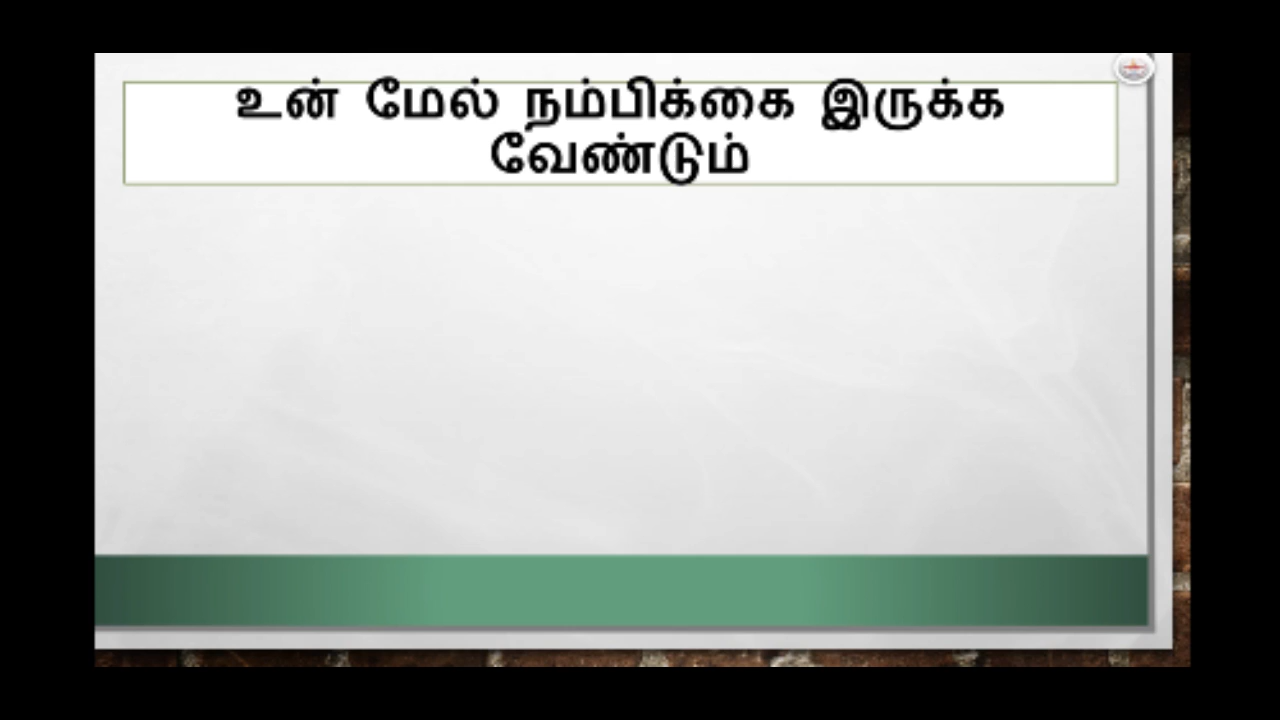 உன் மேல் நம்பிக்கை இருக்க
வேண்டும்